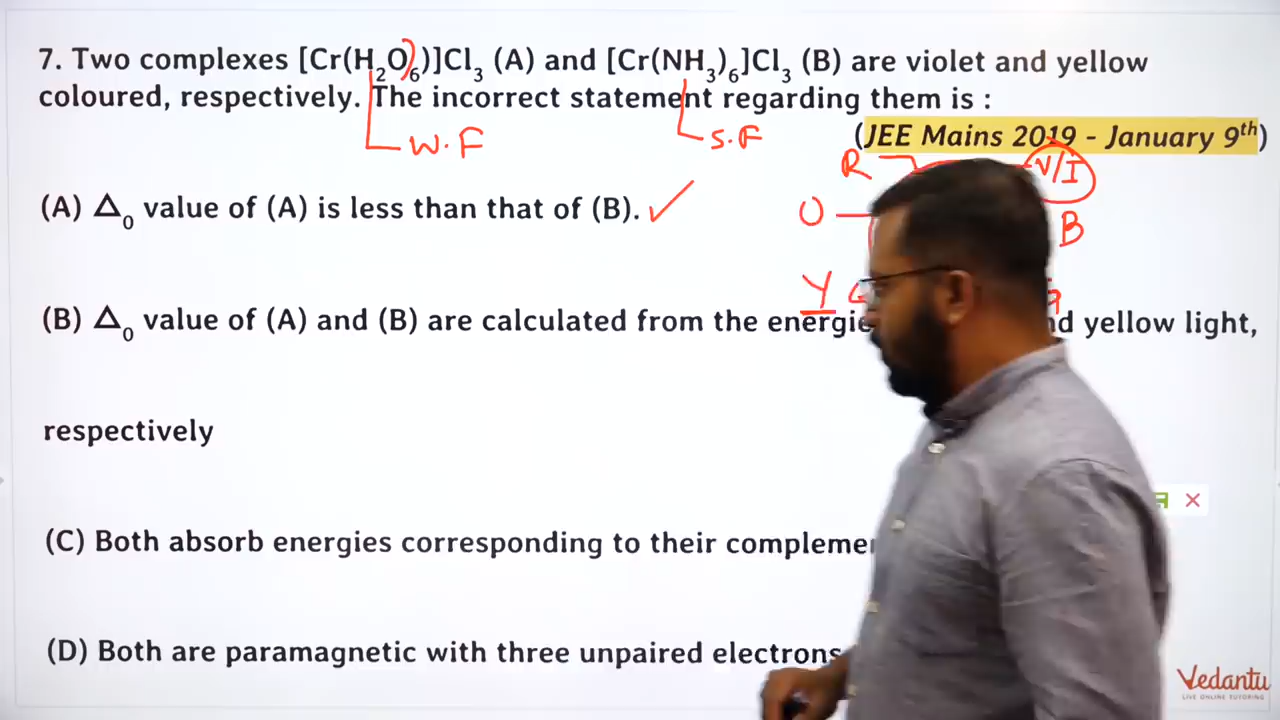 7. Two complexes [Cr(H₂O)₆)]Cl₃ (A) and [Cr(NH₃)₆]Cl₃ (B) are violet and yellow
coloured, respectively. The incorrect statement regarding them is :
(JEE Mains 2019 - January 9ᵗʰ)
W.F
S.F
R
V/I
(A) Δ₀ value of (A) is less than that of (B). ✓
O
B
Y
(B) Δ₀ value of (A) and (B) are calculated from the yellow light,
respectively
(C) Both absorb energies corresponding to their
(D) Both are paramagnetic with three unpaired electrons
Vedantu
LIVE ONLINE TUTORING